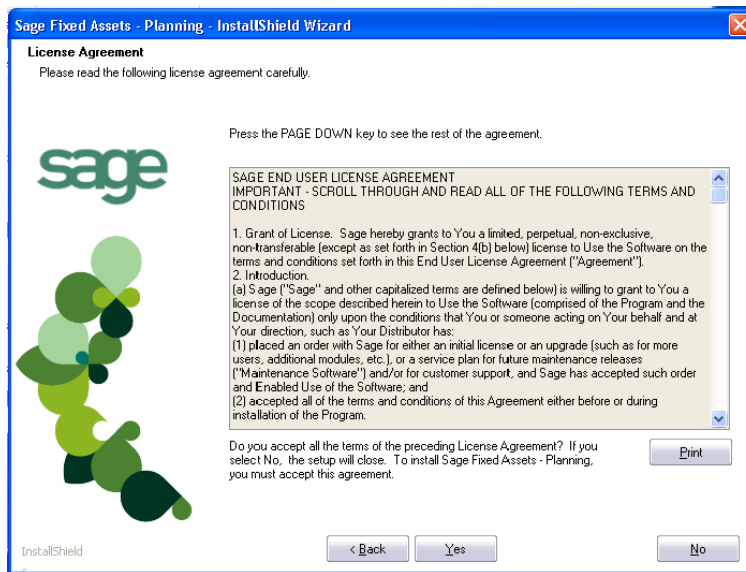 Sage Fixed Assets - Planning - InstallShield Wizard
License Agreement
Please read the following license agreement carefully.
Press the PAGE DOWN key to see the rest of the agreement.
sage
SAGE END USER LICENSE AGREEMENT
IMPORTANT - SCROLL THROUGH AND READ ALL OF THE FOLLOWING TERMS AND
CONDITIONS
1. Grant of License.  Sage hereby grants to You a limited, perpetual, non-exclusive,
non-transferable (except as set forth in Section 4(b) below) license to Use the Software on the
terms and conditions set forth in this End User License Agreement ("Agreement").
2. Introduction.
(a) Sage ("Sage" and other capitalized terms are defined below) is willing to grant to You a
license of the scope described herein to Use the Software (comprised of the Program and the
Documentation) only upon the conditions that You or someone acting on Your behalf and at
Your direction, such as Your Distributor has:
(1) placed an order with Sage for either an initial license or an upgrade (such as for more
users, additional modules, etc.), or a service plan for future maintenance releases
("Maintenance Software") and/or for customer support, and Sage has accepted such order
and Enabled Use of the Software; and
(2) accepted all of the terms and conditions of this Agreement either before or during
installation of the Program.
Do you accept all the terms of the preceding License Agreement?  If you
select No,  the setup will close.  To install Sage Fixed Assets - Planning,
you must accept this agreement.
Print
InstallShield
< Back
Yes
No